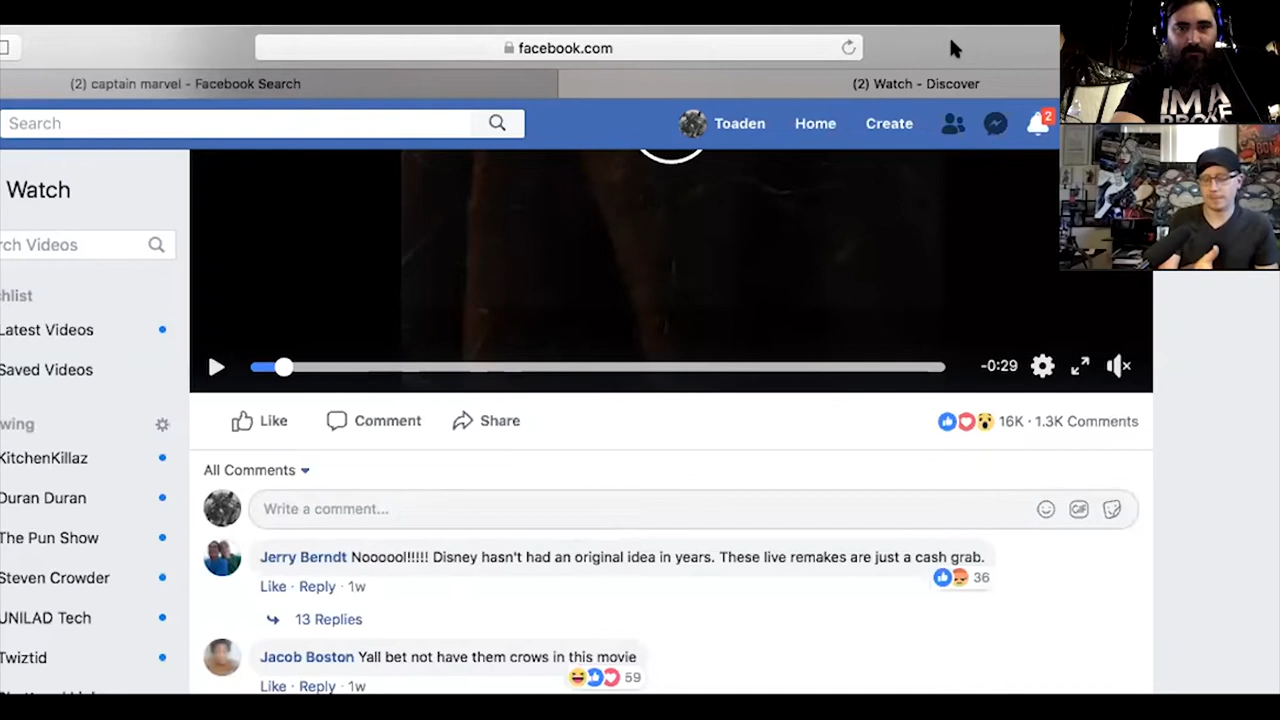 facebook.com
(2) captain marvel - Facebook Search
(2) Watch - Discover
Search
Toaden
Home
Create
2
Watch
rch Videos
chlist
Latest Videos
Saved Videos
wing
KitchenKillaz
Duran Duran
The Pun Show
Steven Crowder
UNILAD Tech
Twiztid
-0:29
Like
Comment
Share
16K · 1.3K Comments
All Comments
Write a comment...
GIF
Jerry Berndt Noooool!!!!! Disney hasn't had an original idea in years. These live remakes are just a cash grab.
36
Like · Reply · 1w
13 Replies
Jacob Boston Yall bet not have them crows in this movie
59
Like · Reply · 1w
IM A